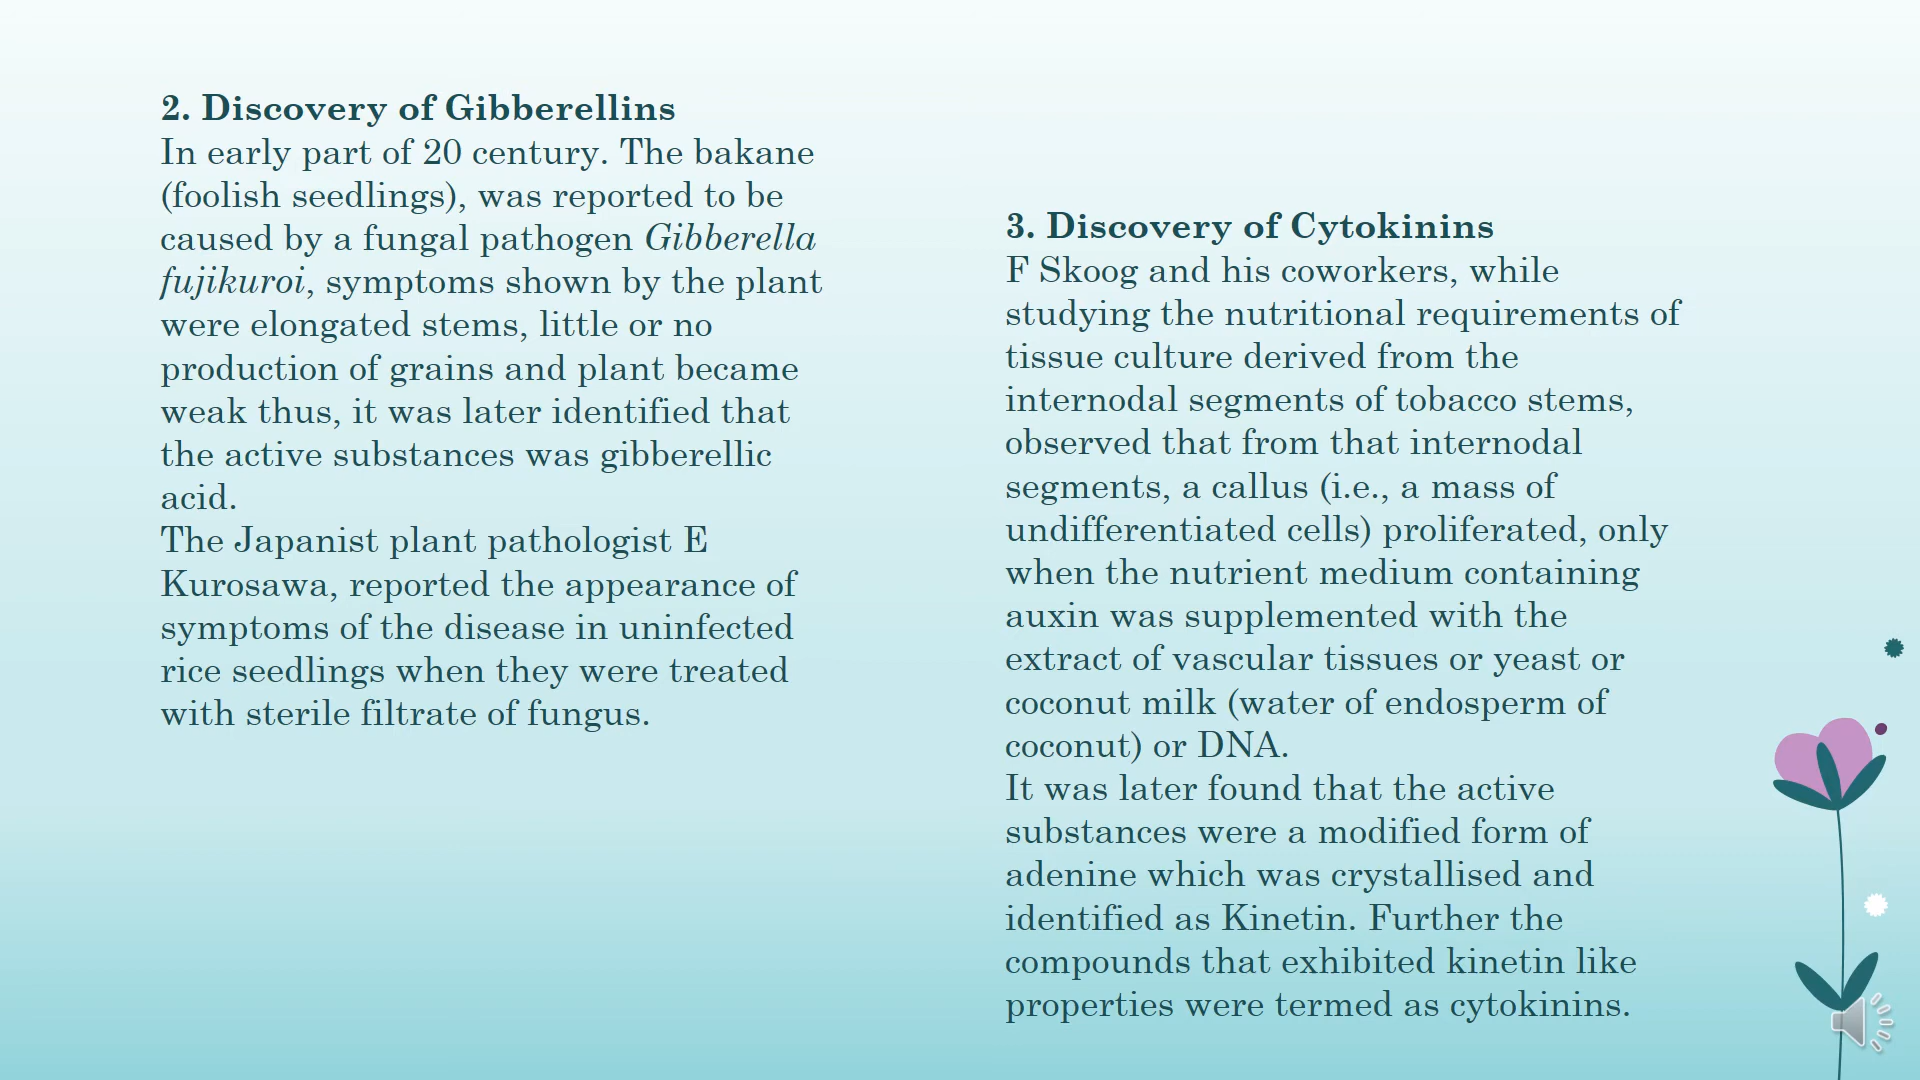 2. Discovery of Gibberellins
In early part of 20 century. The bakane
(foolish seedlings), was reported to be
caused by a fungal pathogen Gibberella
fujikuroi, symptoms shown by the plant
were elongated stems, little or no
production of grains and plant became
weak thus, it was later identified that
the active substances was gibberellic
acid.
The Japanist plant pathologist E
Kurosawa, reported the appearance of
symptoms of the disease in uninfected
rice seedlings when they were treated
with sterile filtrate of fungus.
3. Discovery of Cytokinins
F Skoog and his coworkers, while
studying the nutritional requirements of
tissue culture derived from the
internodal segments of tobacco stems,
observed that from that internodal
segments, a callus (i.e., a mass of
undifferentiated cells) proliferated, only
when the nutrient medium containing
auxin was supplemented with the
extract of vascular tissues or yeast or
coconut milk (water of endosperm of
coconut) or DNA.
It was later found that the active
substances were a modified form of
adenine which was crystallised and
identified as Kinetin. Further the
compounds that exhibited kinetin like
properties were termed as cytokinins.